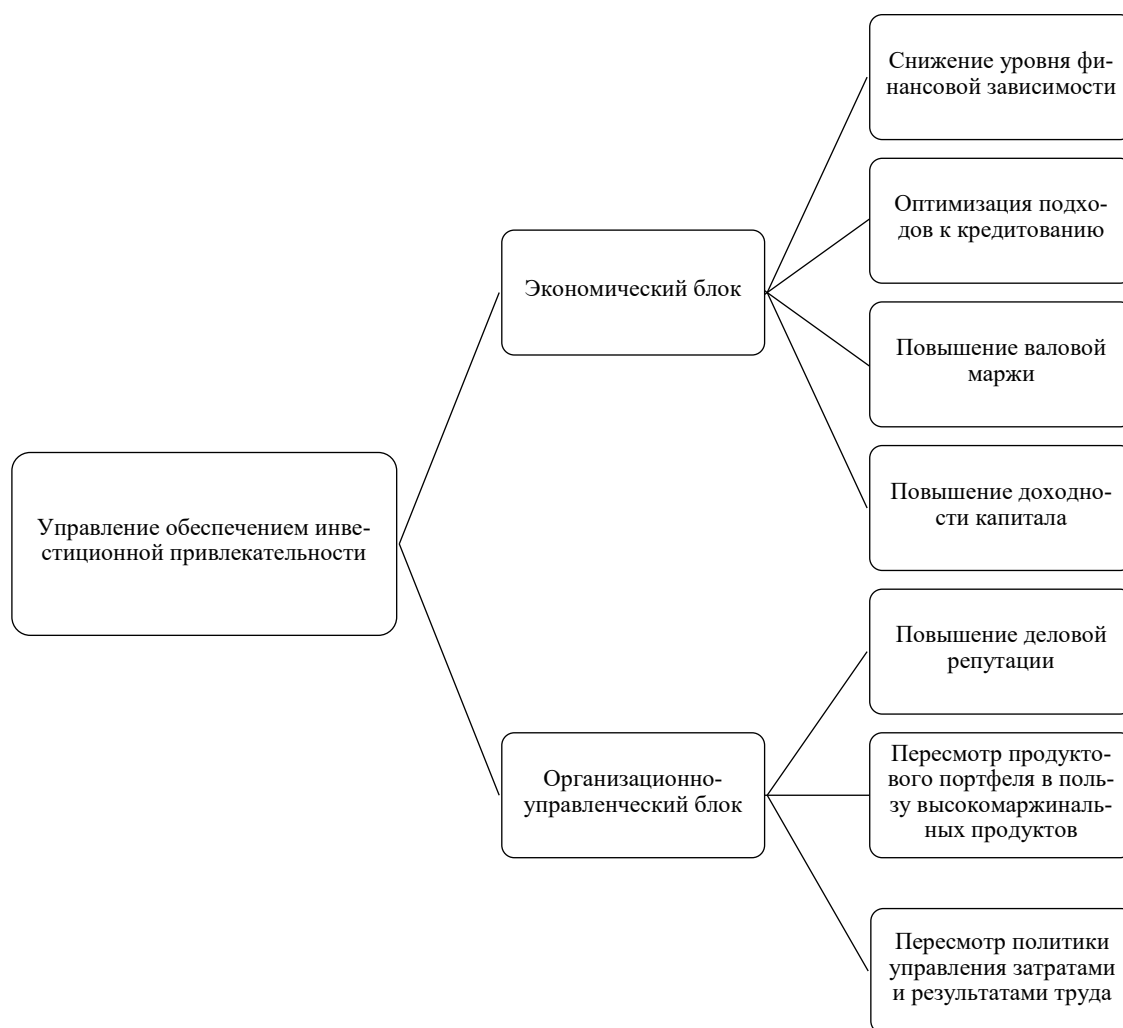 Снижение уровня фи-
нансовой зависимости
Оптимизация подхо-
дов к кредитованию
Экономический блок
Повышение валовой
маржи
Повышение доходно-
сти капитала
Управление обеспечением инве-
стиционной привлекательности
Повышение деловой
репутации
Организационно-
управленческий блок
Пересмотр продукто-
вого портфеля в поль-
зу высокомаржиналь-
ных продуктов
Пересмотр политики
управления затратами
и результатами труда